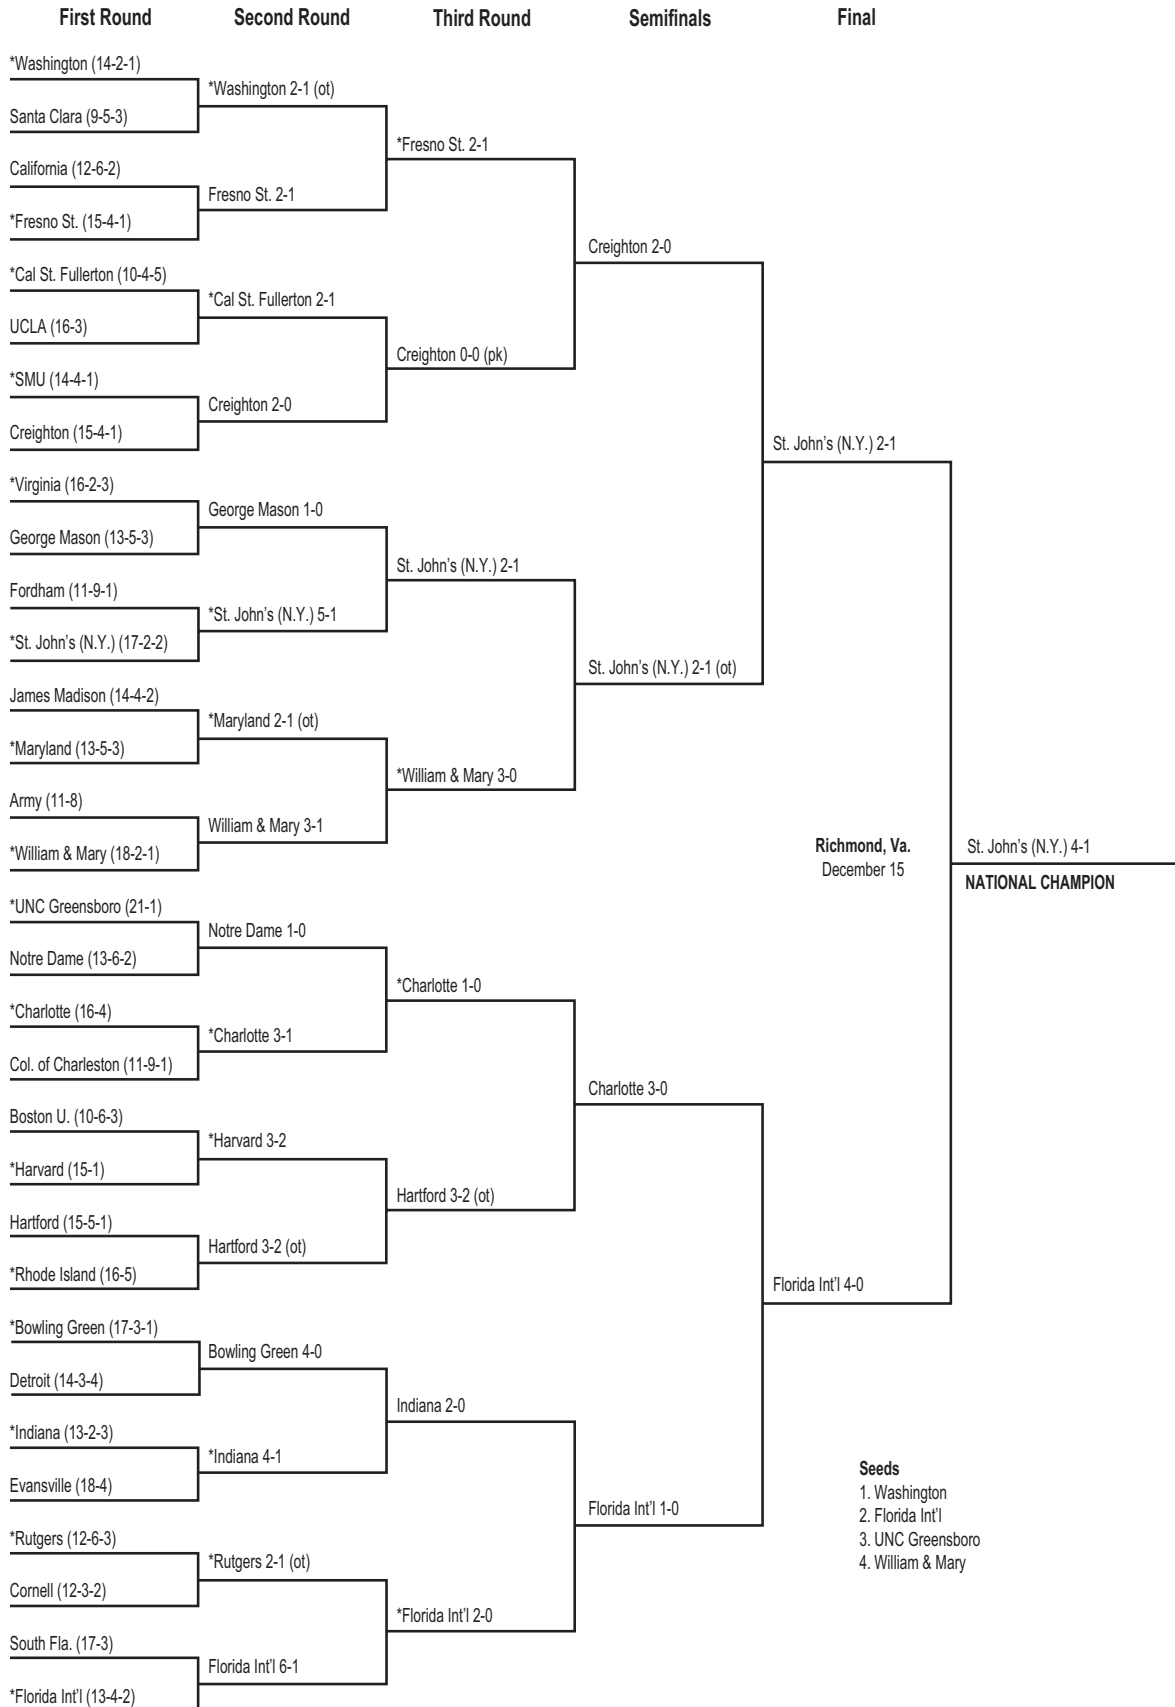 First Round
Second Round
Third Round
Semifinals
Final
*Washington (14-2-1)
Santa Clara (9-5-3)
California (12-6-2)
*Fresno St. (15-4-1)
*Cal St. Fullerton (10-4-5)
UCLA (16-3)
*SMU (14-4-1)
Creighton (15-4-1)
*Virginia (16-2-3)
George Mason (13-5-3)
Fordham (11-9-1)
*St. John's (N.Y.) (17-2-2)
James Madison (14-4-2)
*Maryland (13-5-3)
Army (11-8)
*William & Mary (18-2-1)
*UNC Greensboro (21-1)
Notre Dame (13-6-2)
*Charlotte (16-4)
Col. of Charleston (11-9-1)
Boston U. (10-6-3)
*Harvard (15-1)
Hartford (15-5-1)
*Rhode Island (16-5)
*Bowling Green (17-3-1)
Detroit (14-3-4)
*Indiana (13-2-3)
Evansville (18-4)
*Rutgers (12-6-3)
Cornell (12-3-2)
South Fla. (17-3)
*Florida Int'l (13-4-2)
*Washington 2-1 (ot)
Fresno St. 2-1
*Cal St. Fullerton 2-1
Creighton 2-0
George Mason 1-0
*St. John's (N.Y.) 5-1
*Maryland 2-1 (ot)
William & Mary 3-1
Notre Dame 1-0
*Charlotte 3-1
*Harvard 3-2
Hartford 3-2 (ot)
Bowling Green 4-0
*Indiana 4-1
*Rutgers 2-1 (ot)
Florida Int'l 6-1
*Fresno St. 2-1
Creighton 0-0 (pk)
St. John's (N.Y.) 2-1
*William & Mary 3-0
*Charlotte 1-0
Hartford 3-2 (ot)
Indiana 2-0
*Florida Int'l 2-0
Creighton 2-0
St. John's (N.Y.) 2-1 (ot)
Charlotte 3-0
Florida Int'l 1-0
St. John's (N.Y.) 2-1
Florida Int'l 4-0
Richmond, Va.
December 15
St. John's (N.Y.) 4-1
NATIONAL CHAMPION
Seeds
1. Washington
2. Florida Int'l
3. UNC Greensboro
4. William & Mary